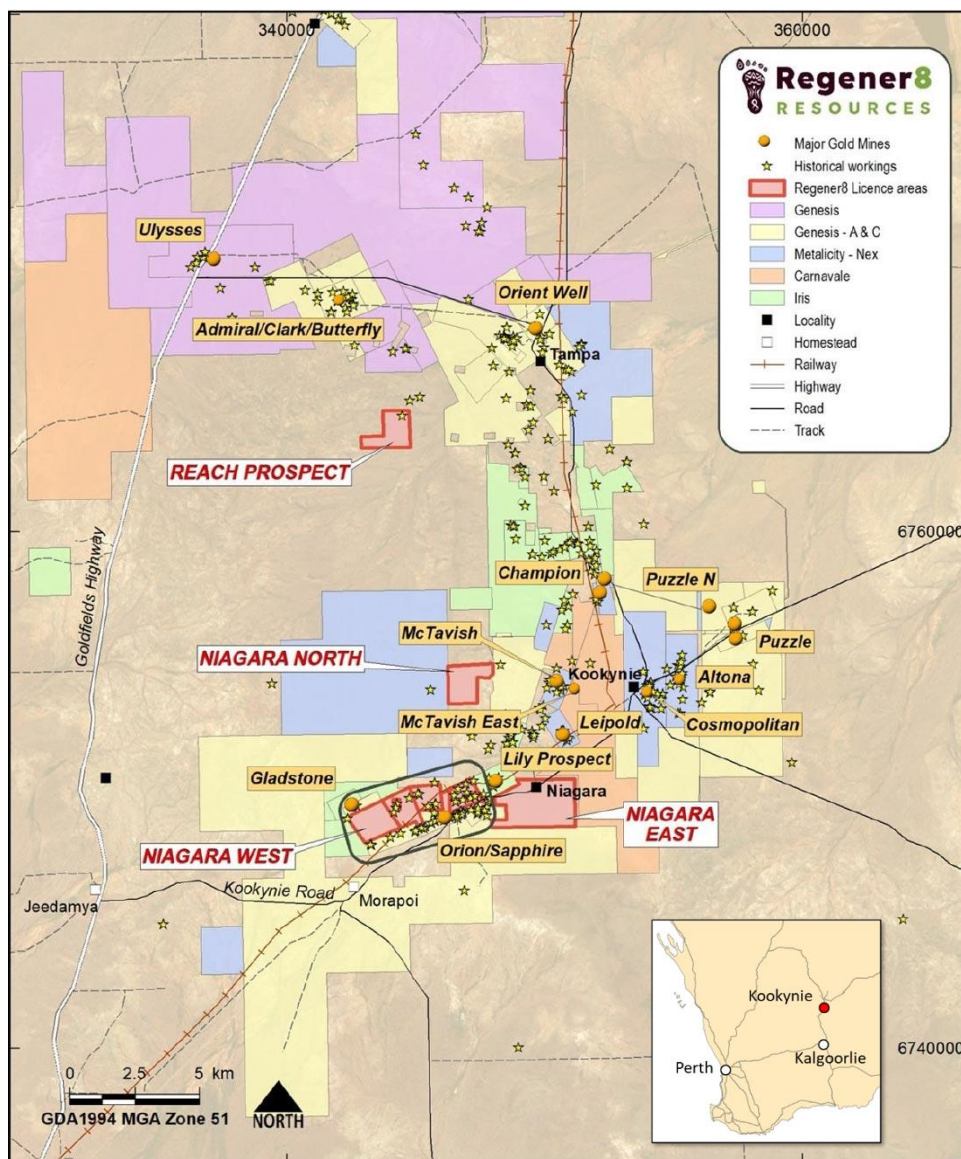 340000
360000
Regener8
RESOURCES
Major Gold Mines
Historical workings
Regener8 Licence areas
Genesis
Genesis - A & C
Metalicity - Nex
Carnavale
Iris
Locality
Homestead
Railway
Highway
Road
Track
Ulysses
Orient Well
Admiral/Clark/Butterfly
Tampa
REACH PROSPECT
6760000
Goldfields Highway
Champion
Puzzle N
McTavish
Puzzle
NIAGARA NORTH
Kookynie
Altona
McTavish East
Leipold
Cosmopolitan
Lily Prospect
Gladstone
Niagara
NIAGARA
EAST
NIAGARA WEST
Orion/Sapphire
Kookynie Road
Jeedamya
Morapoi
Kookynie
Perth
Kalgoorlie
6740000
0 2.5 5 km
GDA1994 MGA Zone 51
NORTH